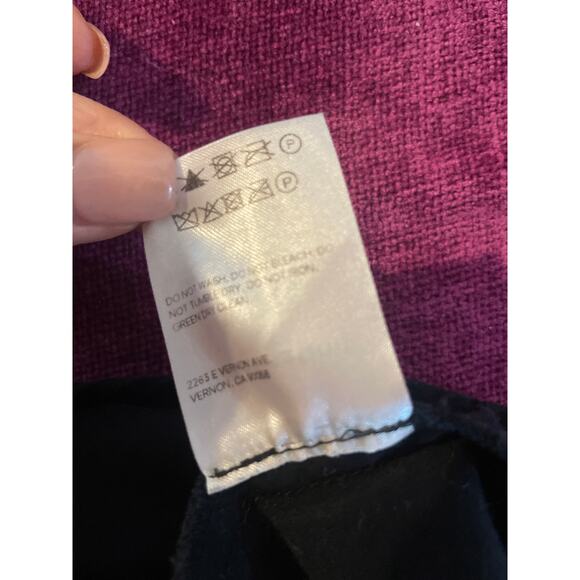 P
P
DO NOT WASH, DO NOT BLEACH, DO
NOT TUMBLE DRY, DO NOT IRON,
GREEN DRY CLEAN
2263 E VERNON AVE.
VERNON, CA 90058